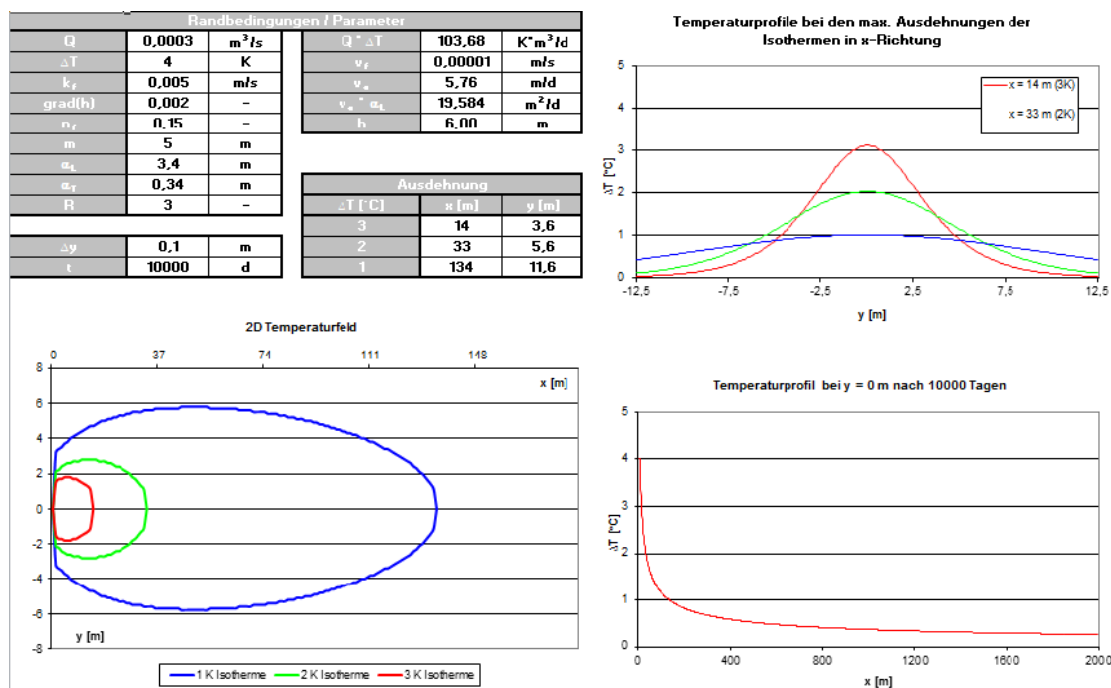 Randbedingungen / Parameter
Q 0,0003 m³/s
ΔT 4 K
k_f 0,005 m/s
grad(h) 0,002 -
n_f 0,15 -
m 5 m
α_L 3,4 m
α_T 0,34 m
R 3 -
Δy 0,1 m
t 10000 d
Q * ΔT 103,68 K*m³/d
v_f 0,00001 m/s
5,76 m/d
19,584 m²/d
6,00 m
Ausdehnung
ΔT [°C] x [m] y [m]
3 14 3,6
2 33 5,6
1 134 11,6
Temperaturprofile bei den max. Ausdehnungen der
Isothermen in x-Richtung
x = 14 m (3K)
x = 33 m (2K)
ΔT [°C]
5
4
3
2
1
0
-12,5 -7,5 -2,5 2,5 7,5 12,5
y [m]
2D Temperaturfeld
0 37 74 111 148
x [m]
8
6
4
2
0
-2
-4
-6
-8
y [m]
1 K Isotherme 2 K Isotherme 3 K Isotherme
Temperaturprofil bei y = 0 m nach 10000 Tagen
ΔT [°C]
5
4
3
2
1
0
0 400 800 1200 1600 2000
x [m]